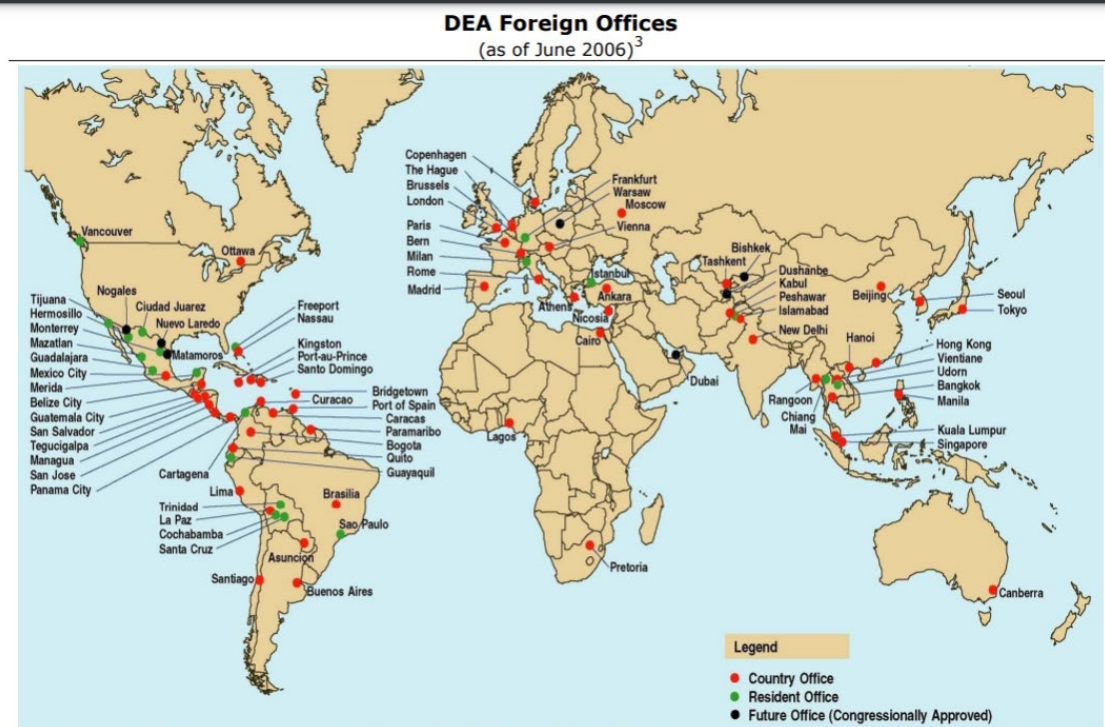 DEA Foreign Offices
(as of June 2006)3
Copenhagen
The Hague
Brussels
London
Paris
Bern
Milan
Rome
Madrid
Frankfurt
Warsaw
Moscow
Vienna
Istanbul
Ankara
Athens
Nicosia
Cairo
Bishkek
Tashkent
Dushanbe
Kabul
Peshawar
Islamabad
New Delhi
Dubai
Beijing
Seoul
Tokyo
Hanoi
Hong Kong
Vientiane
Udorn
Bangkok
Manila
Rangoon
Chiang
Mai
Kuala Lumpur
Singapore
Vancouver
Ottawa
Nogales
Ciudad Juarez
Nuevo Laredo
Matamoros
Tijuana
Hermosillo
Monterrey
Mazatlan
Guadalajara
Mexico City
Merida
Belize City
Guatemala City
San Salvador
Tegucigalpa
Managua
San Jose
Panama City
Freeport
Nassau
Kingston
Port-au-Prince
Santo Domingo
Bridgetown
Curacao
Port of Spain
Caracas
Paramaribo
Bogota
Quito
Guayaquil
Cartagena
Lima
Trinidad
La Paz
Cochabamba
Santa Cruz
Brasilia
Sao Paulo
Asuncion
Santiago
Buenos Aires
Lagos
Pretoria
Canberra
Legend
Country Office
Resident Office
Future Office (Congressionally Approved)